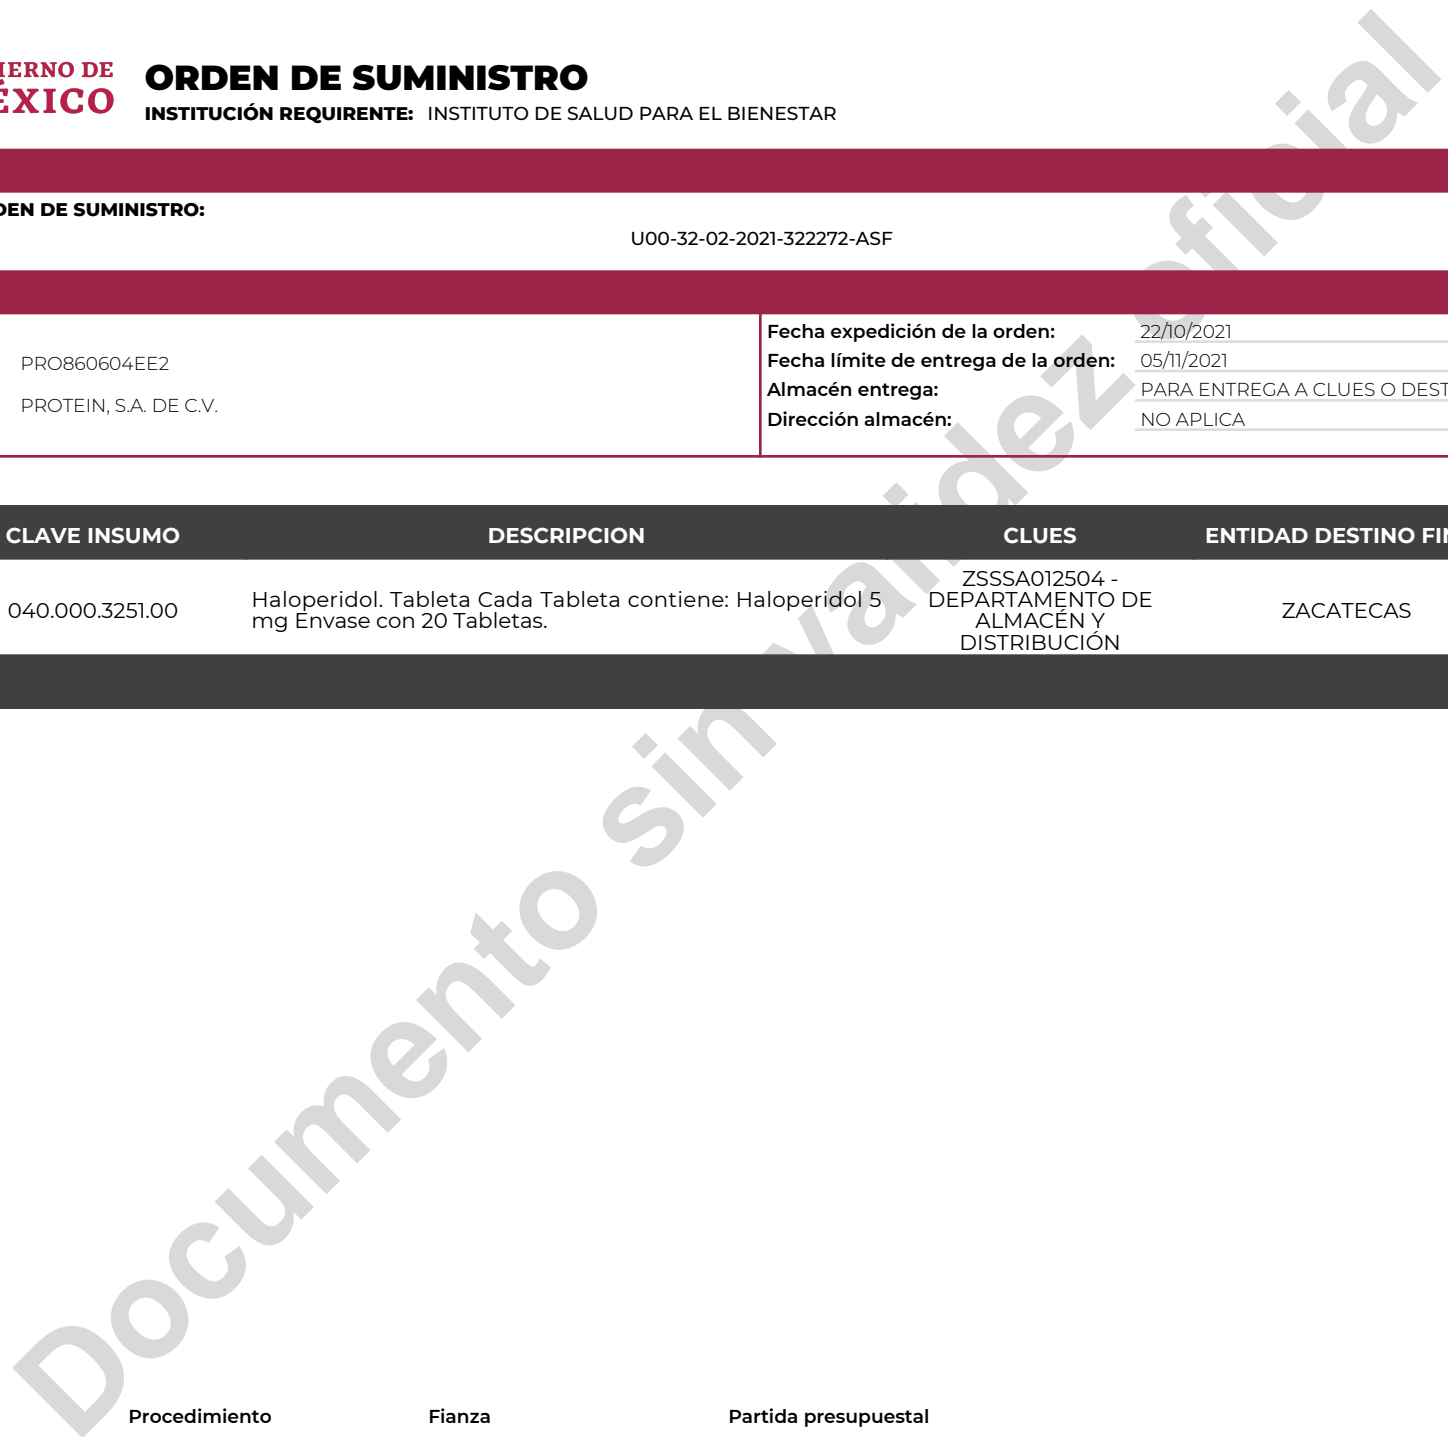 IERNO DE
ÉXICO
ORDEN DE SUMINISTRO
INSTITUCIÓN REQUIRENTE: INSTITUTO DE SALUD PARA EL BIENESTAR
DEN DE SUMINISTRO:
U00-32-02-2021-322272-ASF
PRO860604EE2
PROTEIN, S.A. DE C.V.
Fecha expedición de la orden: 22/10/2021
Fecha límite de entrega de la orden: 05/11/2021
Almacén entrega: PARA ENTREGA A CLUES O DEST
Dirección almacén: NO APLICA
CLAVE INSUMO DESCRIPCION CLUES ENTIDAD DESTINO FIN
040.000.3251.00
Haloperidol. Tableta Cada Tableta contiene: Haloperidol 5
mg Envase con 20 Tabletas.
ZSSSA012504 -
DEPARTAMENTO DE
ALMACÉN Y
DISTRIBUCIÓN
ZACATECAS
Documento sin validez oficial
Procedimiento Fianza Partida presupuestal